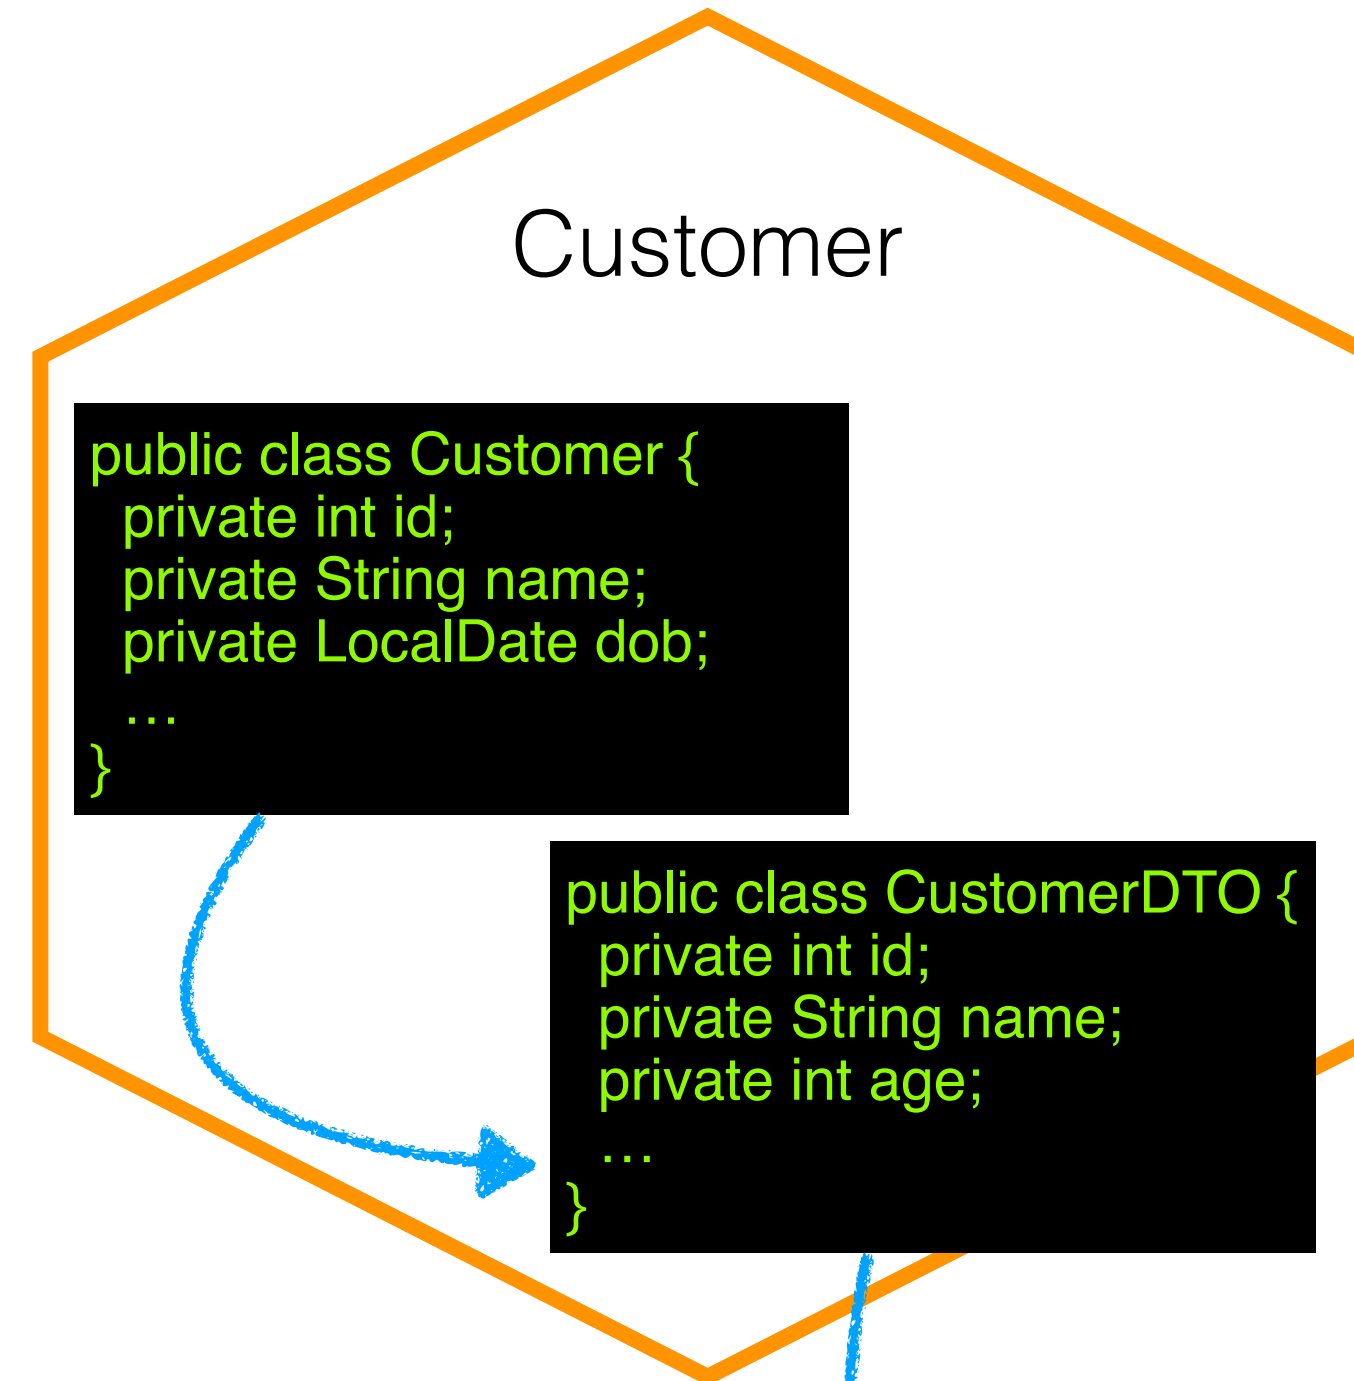 Customer
public class Customer {
private int id;
private String name;
private LocalDate dob;
…
}
public class CustomerDTO {
private int id;
private String name;
private int age;
…
}